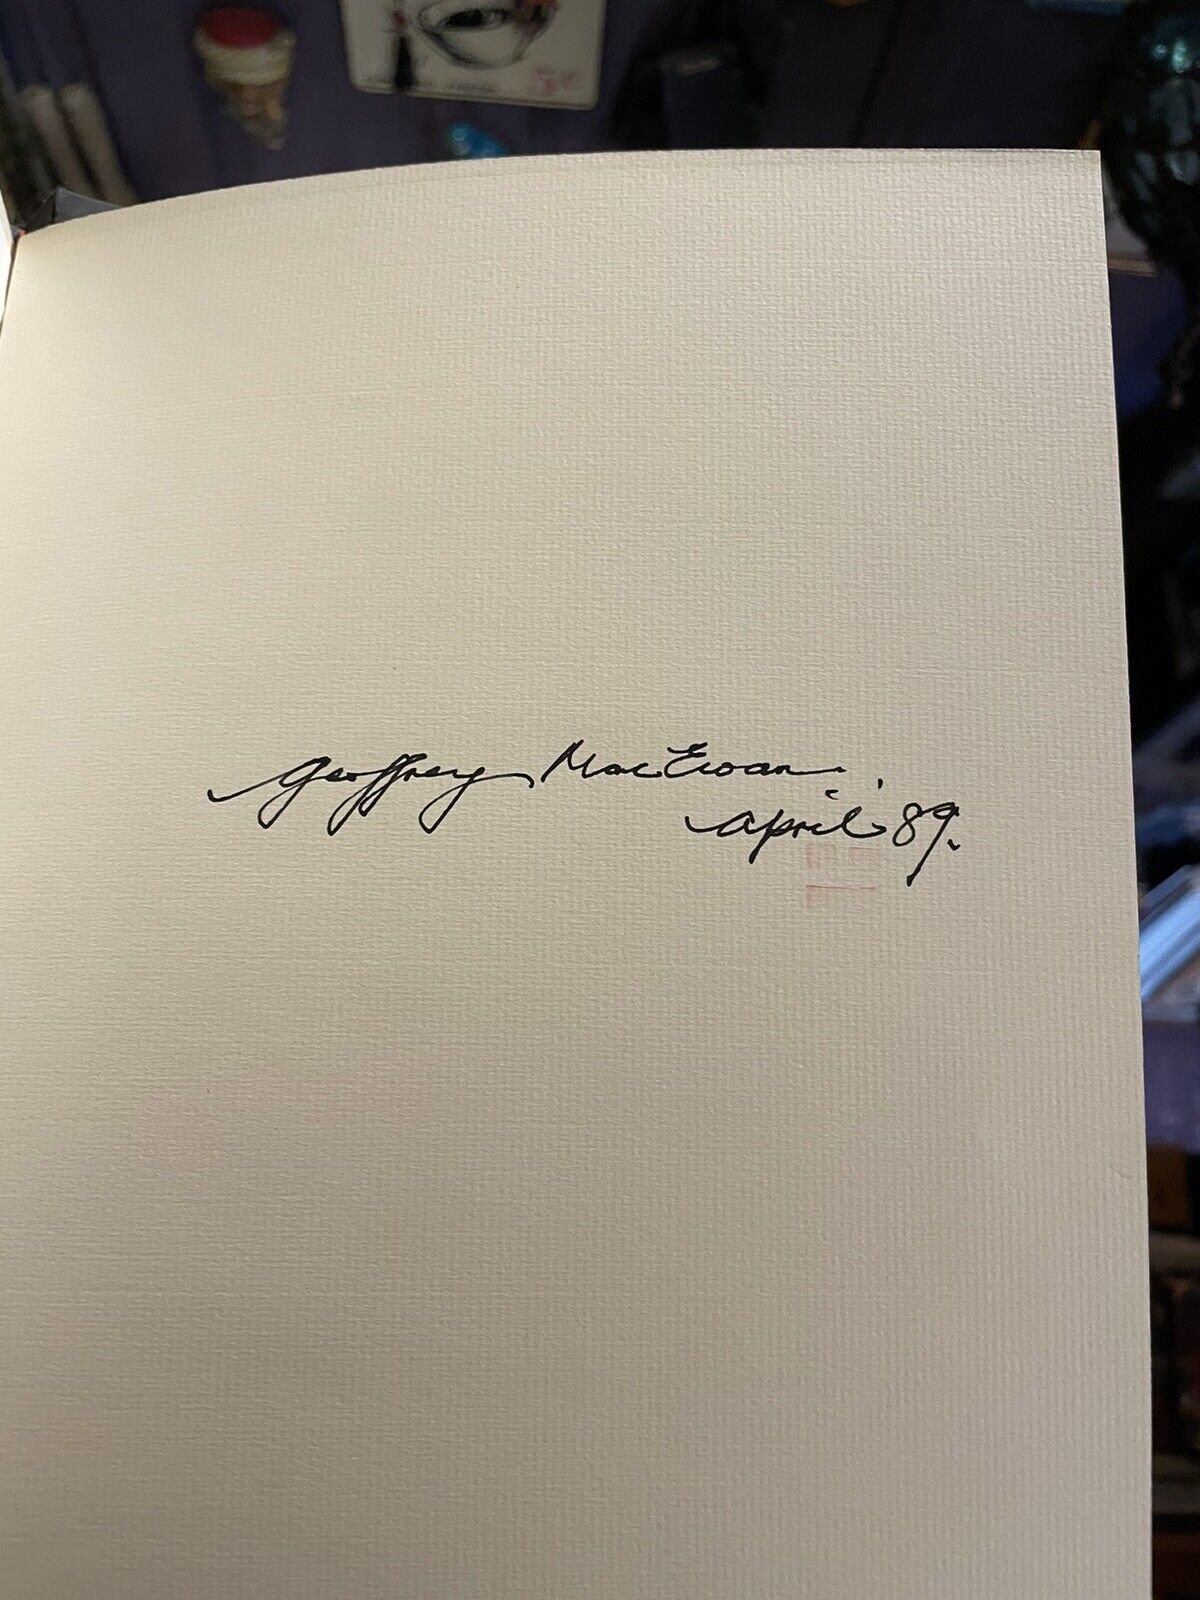 Geoffrey MacEwan.
April 89.